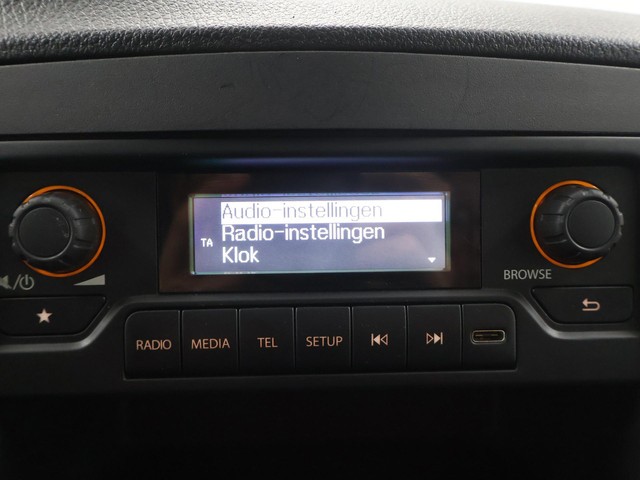 Audio-instellingen
Radio-instellingen
TA
Klok
BROWSE
RADIO
MEDIA
TEL
SETUP